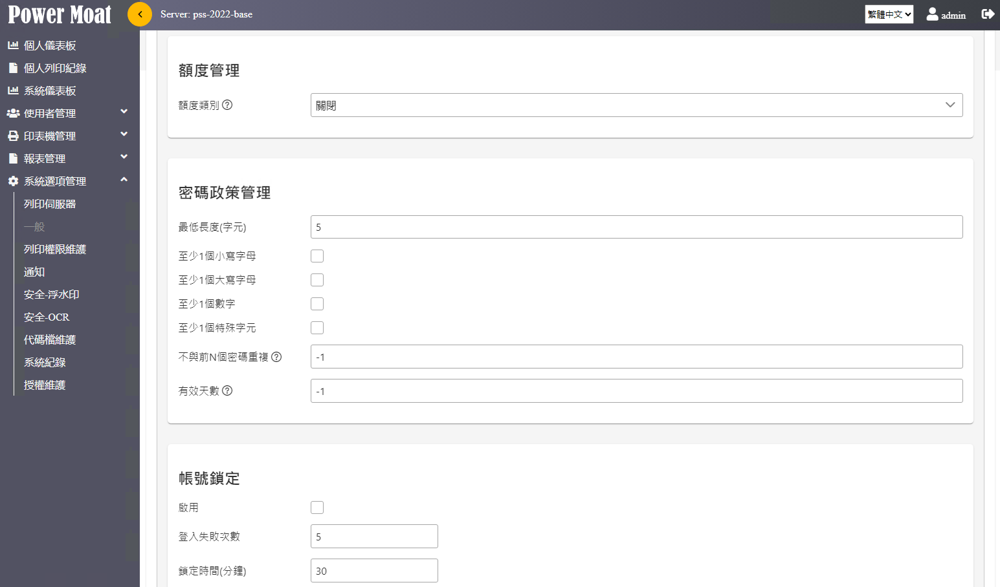 Power Moat
Server: pss-2022-base
繁體中文
admin
個人儀表板
個人列印紀錄
系統儀表板
使用者管理
印表機管理
報表管理
系統選項管理
列印伺服器
一般
列印權限維護
通知
安全-浮水印
安全-OCR
代碼檔維護
系統紀錄
授權維護
額度管理
額度類別
關閉
密碼政策管理
最低長度(字元)
5
至少1個小寫字母
至少1個大寫字母
至少1個數字
至少1個特殊字元
不與前N個密碼重複
-1
有效天數
-1
帳號鎖定
啟用
登入失敗次數
5
鎖定時間(分鐘)
30